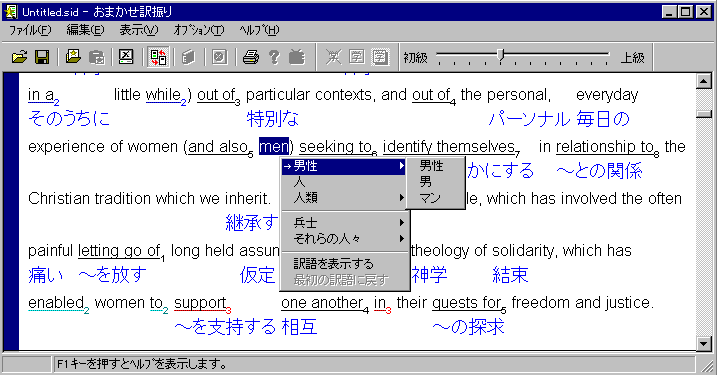 Untitled.sid - おまかせ訳振り
ファイル(F) 編集(E) 表示(V) オプション(T) ヘルプ(H)
初級 上級
in a2 little while2) out of3 particular contexts, and out of4 the personal, everyday
そのうちに 特別な パーソナル 毎日の
experience of women (and also5 men) seeking to6 identify themselves7 in relationship to8 the
かにする ～との関係
→男性 男性
人 男
人類 マン
兵士
それらの人々
訳語を表示する
最初の訳語に戻す
Christian tradition which we inherit. le, which has involved the often
継承す
painful letting go of1 long held assun theology of solidarity, which has
痛い ～を放す 仮定 神学 結束
enabled2 women to2 support3 one another4 in3 their quests for5 freedom and justice.
～を支持する 相互 ～の探求
F1キーを押すとヘルプを表示します。